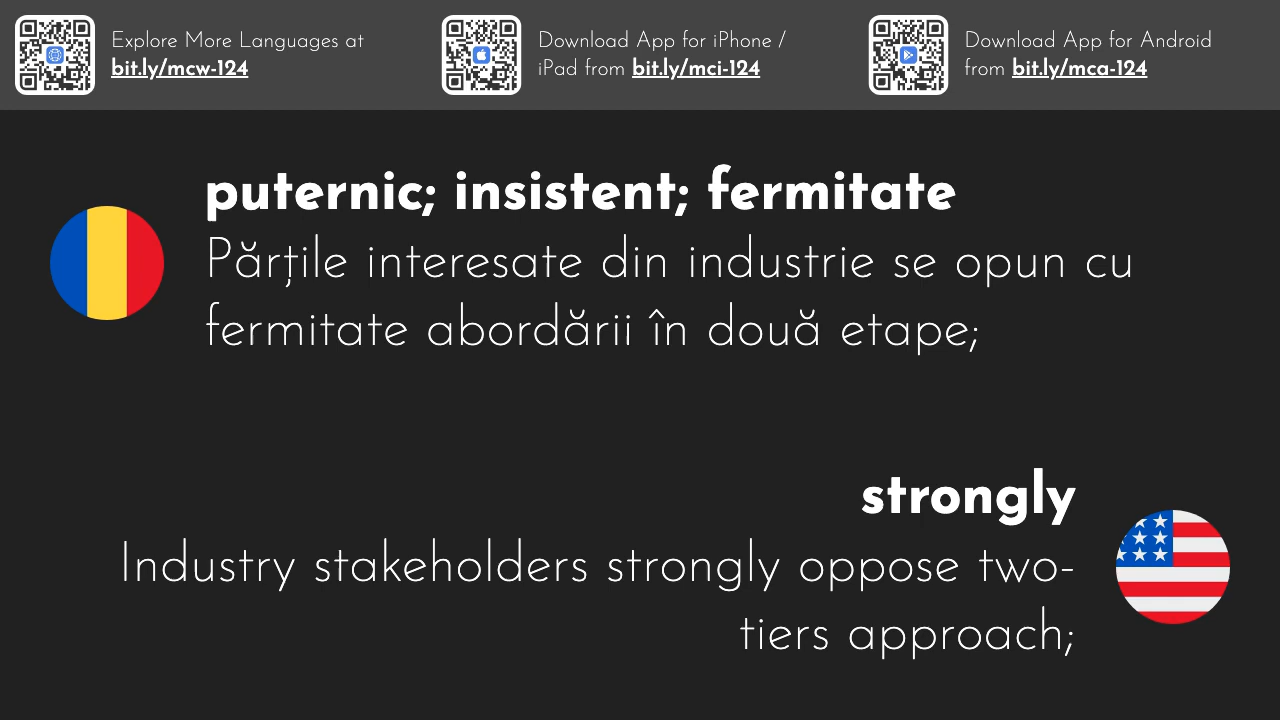 Explore More Languages at
bit.ly/mcw-124
Download App for iPhone /
iPad from bit.ly/mci-124
Download App for Android
from bit.ly/mca-124
puternic; insistent; fermitate
Părțile interesate din industrie se opun cu
fermitate abordării în două etape;
strongly
Industry stakeholders strongly oppose two-
tiers approach;